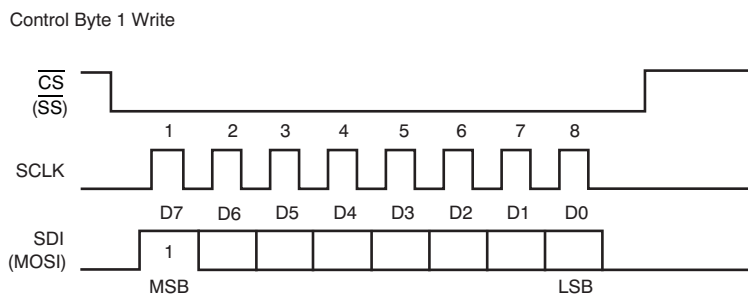 Control Byte 1 Write
CS
(SS)
1 2 3 4 5 6 7 8
SCLK
D7 D6 D5 D4 D3 D2 D1 D0
SDI
(MOSI)
1
MSB LSB